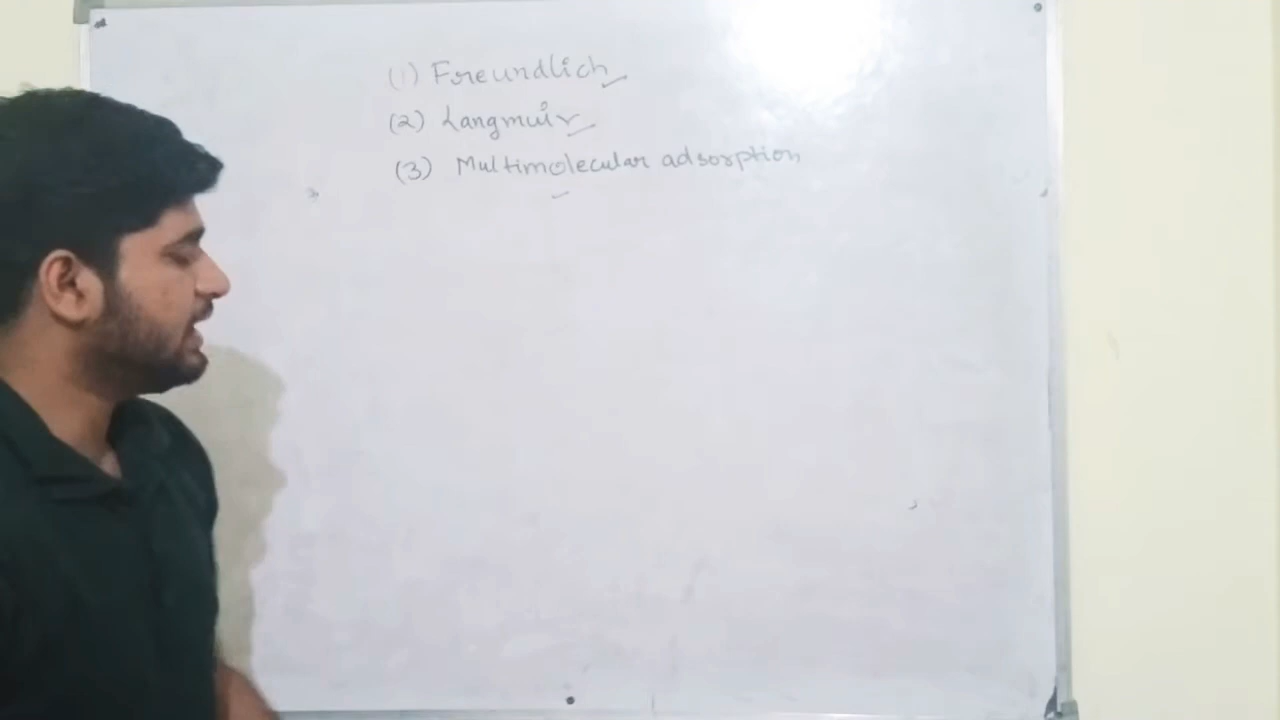 (1) Freundlich
(2) Langmuir
(3) Multimolecular adsorption